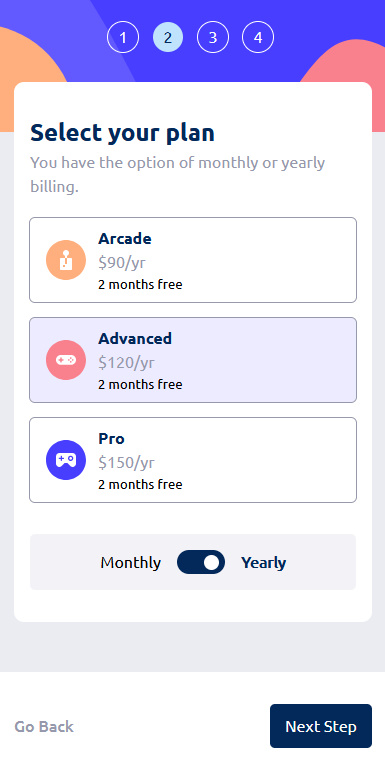 1 2 3 4
Select your plan
You have the option of monthly or yearly
billing.
Arcade
$90/yr
2 months free
Advanced
$120/yr
2 months free
Pro
$150/yr
2 months free
Monthly Yearly
Go Back Next Step